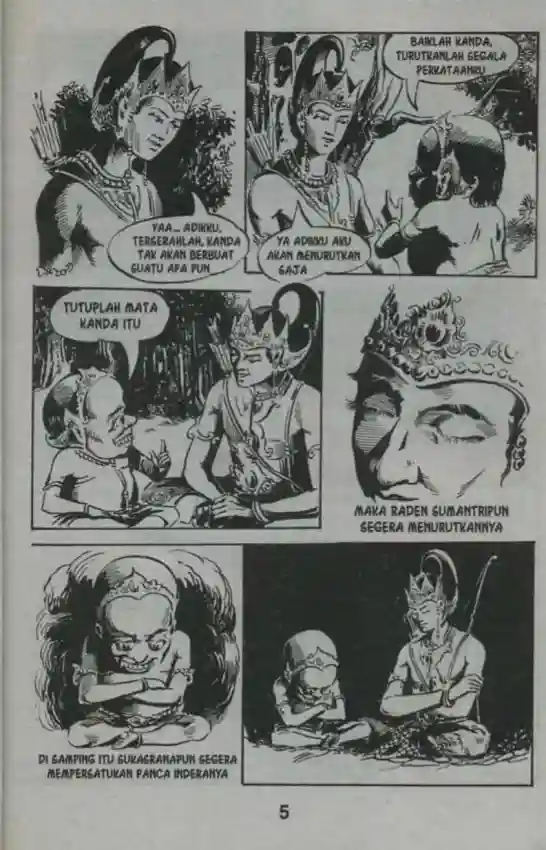 YAA... ADIKKU,
TERSERAHLAH, KANDA
TAK AKAN BERBUAT
SUATU APA PUN
BAIKLAH KANDA,
TURUTKANLAH SEGALA
PERKATAANKU
YA ADIKKU AKU
AKAN MENURUTKAN
SAJA
TUTUPLAH MATA
KANDA ITU
MAKA RADEN SUMANTRIPUN
SEGERA MENURUTKANNYA
DI SAMPING ITU SUKASRANAPUN SEGERA
MEMPERSATUKAN PANCA INDERANYA
5